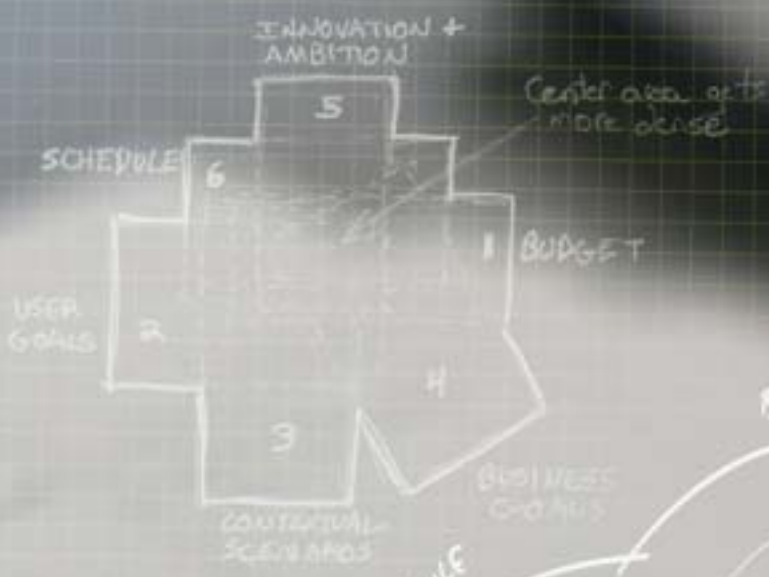 INNOVATION +
AMBITION
5
Center area gets
more dense
SCHEDULE
6
1
BUDGET
USER
GOALS
2
4
3
BUSINESS
GOALS
CONTEXTUAL
SCENARIOS